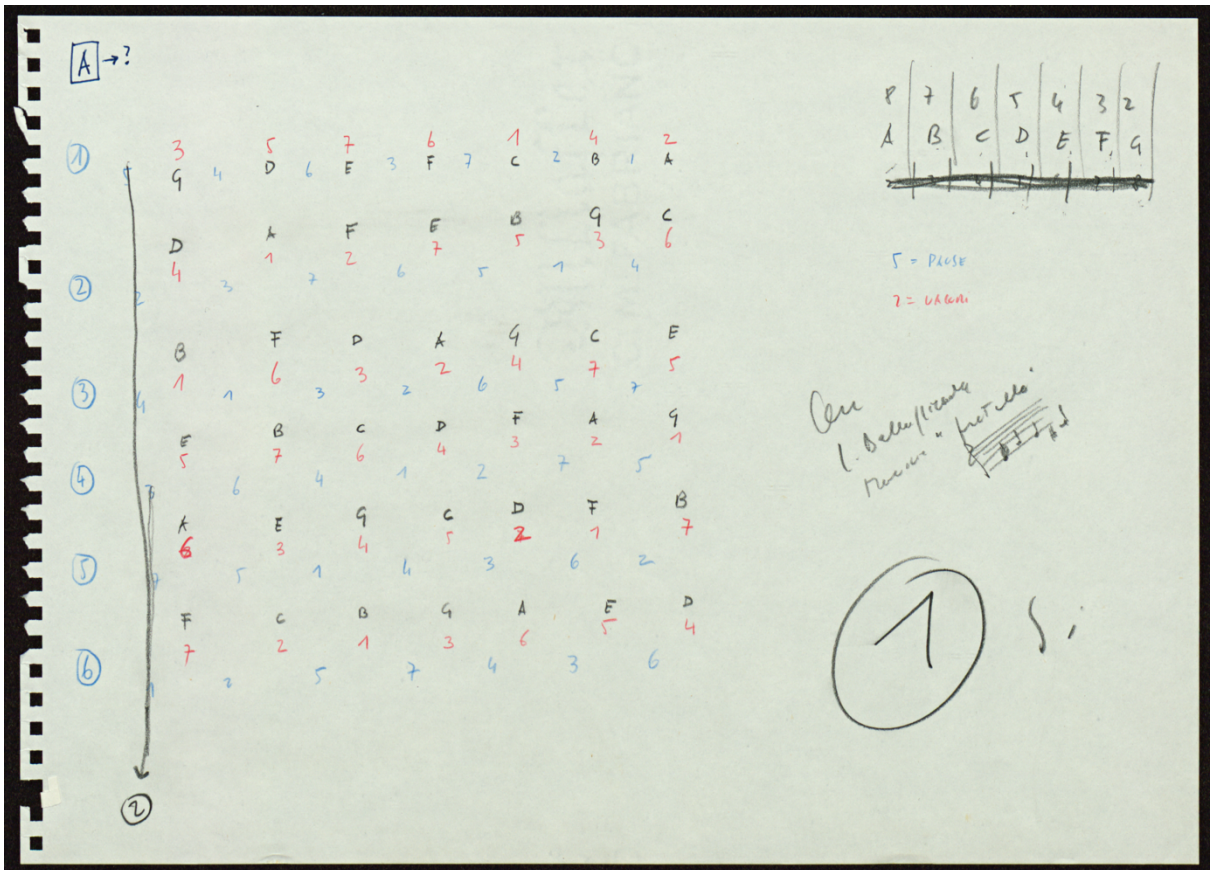 A → ?
8 7 6 5 4 3 2
A B C D E F G
3 5 7 6 1 4 2
① 5 G 4 D 6 E 3 F 7 C 2 B 1 A
D A F E B G C
4 1 2 7 5 3 6
② 2 3 7 6 5 1 4
5 = PAUSE
7 = VALORI
B F D A G C E
1 6 3 2 4 7 5
③ 4 1 3 2 6 5 7
E B C D F A G
5 7 6 4 3 2 1
④ 3 6 4 1 2 7 5
A E G C D F B
6 3 4 5 2 1 7
⑤ 7 5 1 4 3 6 2
F C B G A E D
7 2 1 3 6 5 4
⑥ 1 2 5 7 4 3 6
1 Si
②